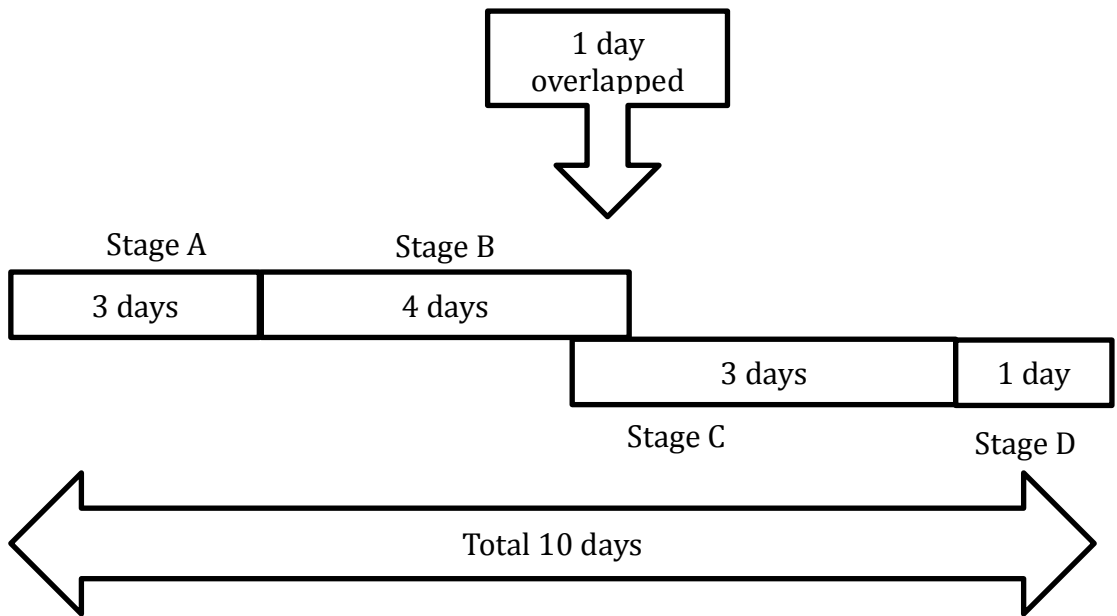 1 day
overlapped
Stage A
Stage B
3 days
4 days
3 days
1 day
Stage C
Stage D
Total 10 days